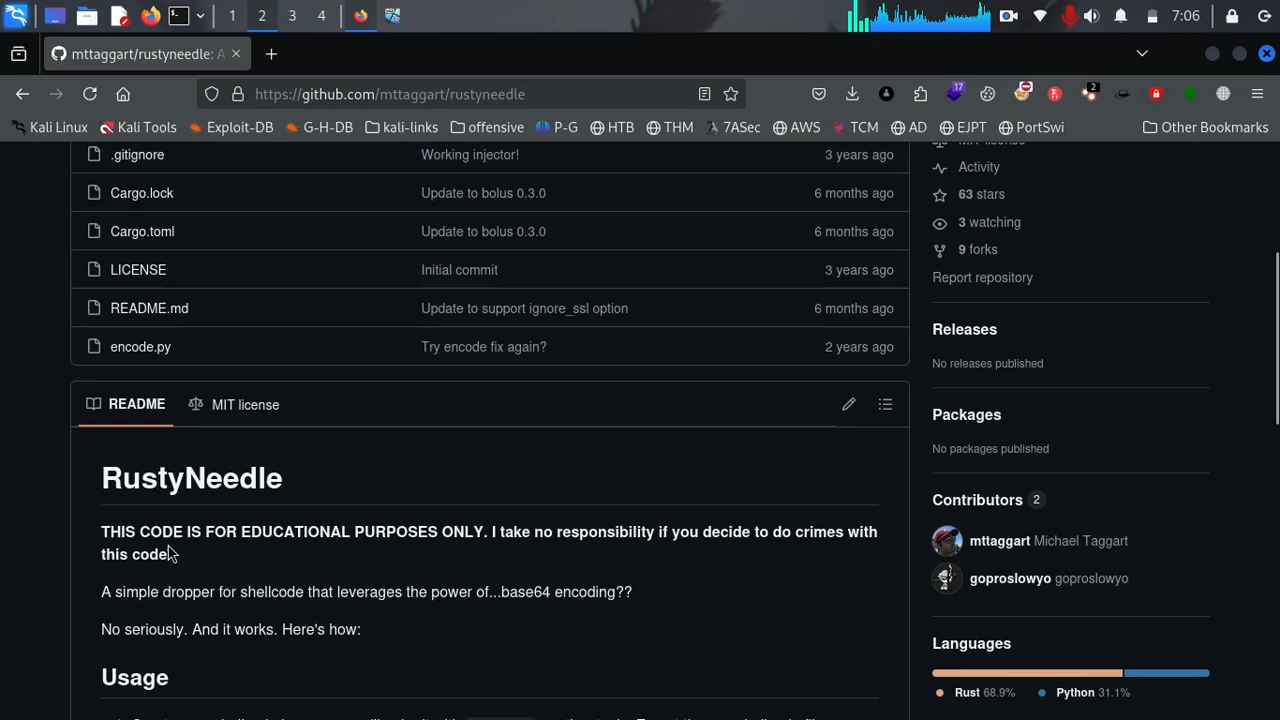 1 2 3 4 7:06
mttaggart/rustyneedle: A
https://github.com/mttaggart/rustyneedle 17 2
Kali Linux Kali Tools Exploit-DB G-H-DB kali-links offensive P-G HTB THM 7ASec AWS TCM AD EJPT PortSwi Other Bookmarks
.gitignore Working injector! 3 years ago
Cargo.lock Update to bolus 0.3.0 6 months ago
Cargo.toml Update to bolus 0.3.0 6 months ago
LICENSE Initial commit 3 years ago
README.md Update to support ignore_ssl option 6 months ago
encode.py Try encode fix again? 2 years ago
README MIT license
RustyNeedle
THIS CODE IS FOR EDUCATIONAL PURPOSES ONLY. I take no responsibility if you decide to do crimes with
this code
A simple dropper for shellcode that leverages the power of...base64 encoding??
No seriously. And it works. Here's how:
Usage
MIT license
Activity
63 stars
3 watching
9 forks
Report repository
Releases
No releases published
Packages
No packages published
Contributors 2
mttaggart Michael Taggart
goproslowyo goproslowyo
Languages
Rust 68.9% Python 31.1%